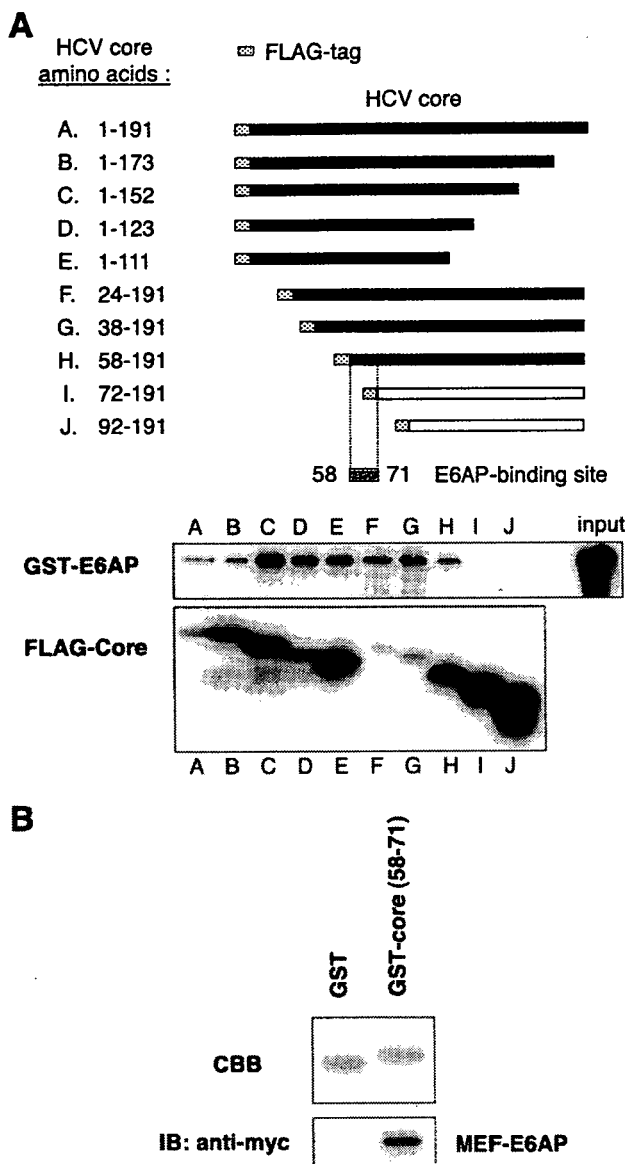 A
HCV core
amino acids :
FLAG-tag
HCV core
A. 1-191
B. 1-173
C. 1-152
D. 1-123
E. 1-111
F. 24-191
G. 38-191
H. 58-191
I. 72-191
J. 92-191
58 71 E6AP-binding site
A B C D E F G H I J input
GST-E6AP
FLAG-Core
A B C D E F G H I J
B
GST
GST-core (58-71)
CBB
IB: anti-myc MEF-E6AP